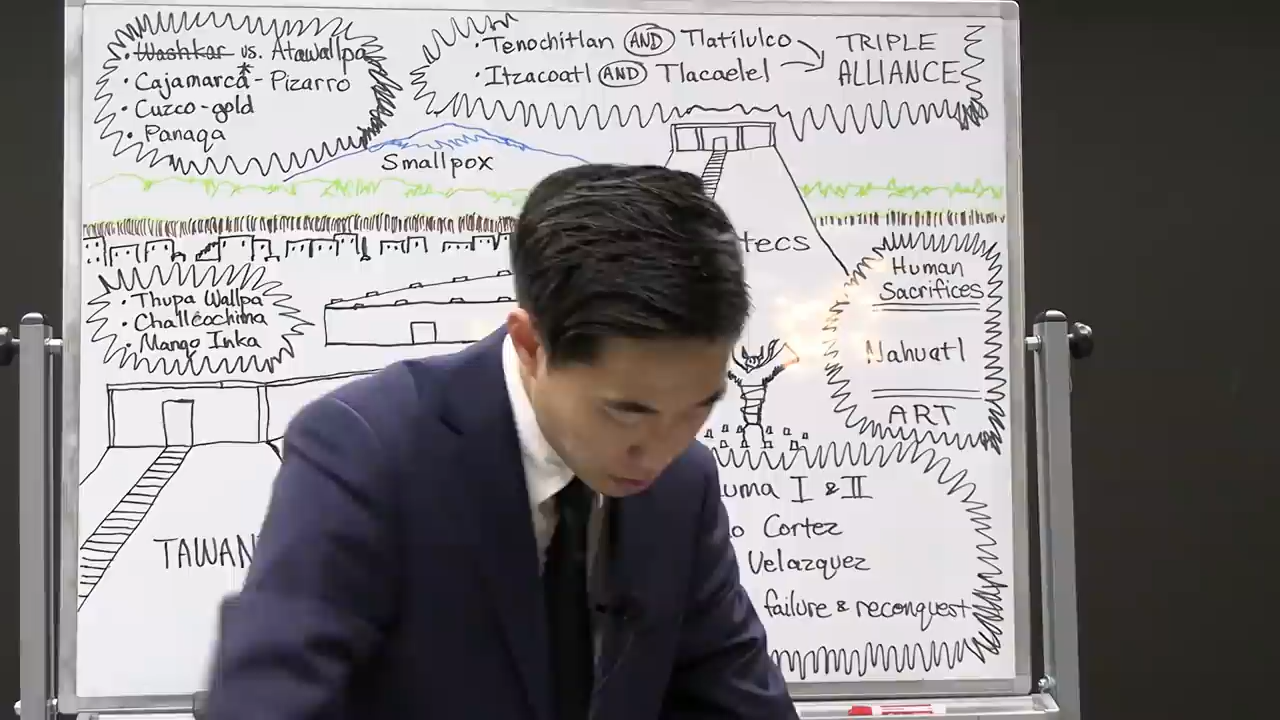 • Washkar vs. Atawallpa
• Cajamarca* - Pizarro
• Cuzco - gold
• Panaqa
• Tenochitlan AND Tlatilulco
• Itzacoatl AND Tlacaelel
TRIPLE
ALLIANCE
Smallpox
tecs
Human
Sacrifices
Nahuatl
ART
• Thupa Wallpa
• Challcochima
• Mango Inka
TAWAN
uma I & II
o Cortez
Velazquez
failure & reconquest